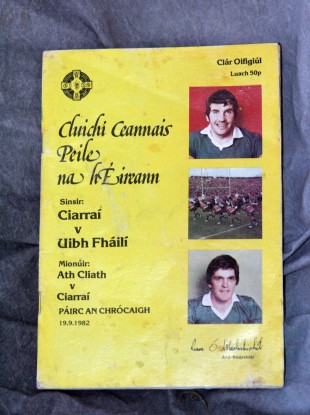 Clár Oifigiúl
Luach 50p
Cluichí Ceannais
Peile
na hÉireann
Sinsir:
Ciarraí
v
Uibh Fháilí
Mionúir:
Ath Cliath
v
Ciarraí
PÁIRC AN CHRÓCAIGH
19.9.1982